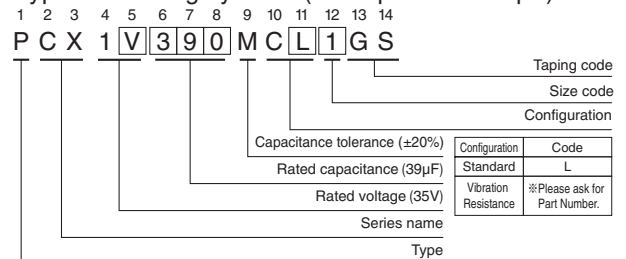 1 2 3 4 5 6 7 8 9 10 11 12 13 14
P C X 1 V 3 9 0 M C L 1 G S
Taping code
Size code
Configuration
Capacitance tolerance (±20%)
Rated capacitance (39μF)
Rated voltage (35V)
Series name
Type
Configuration Code
Standard L
Vibration Resistance ※Please ask for Part Number.